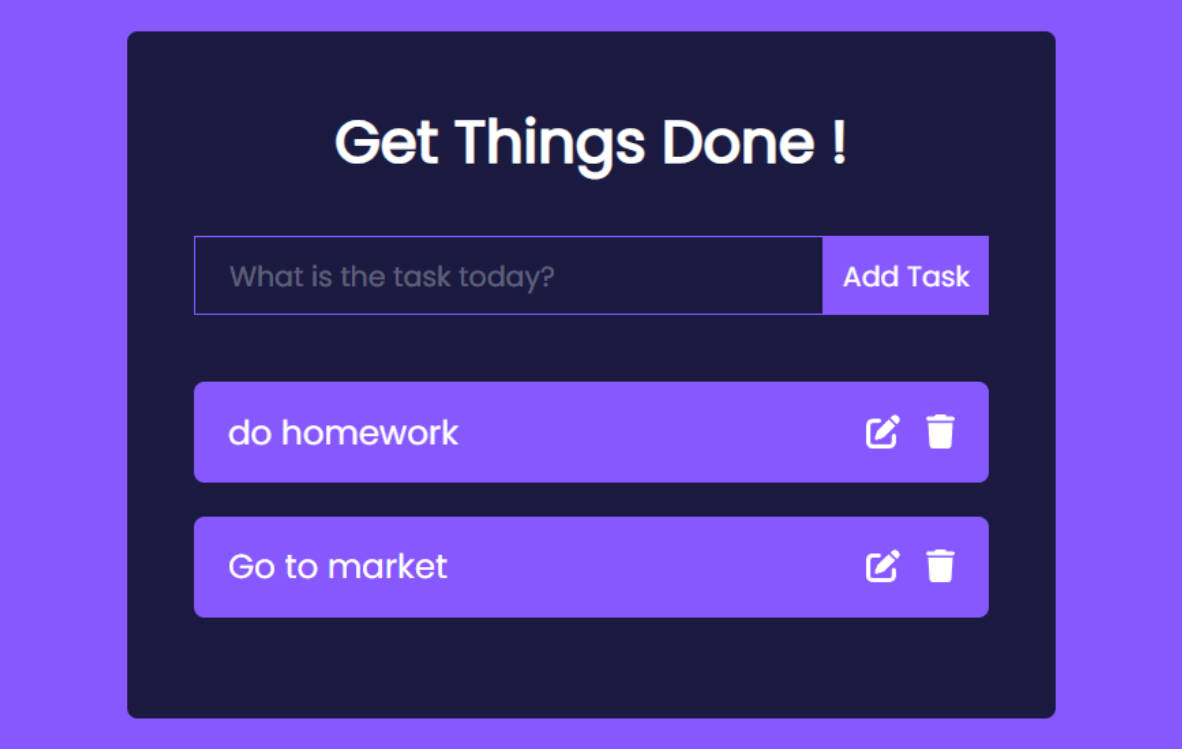 Get Things Done !
What is the task today?
Add Task
do homework
Go to market